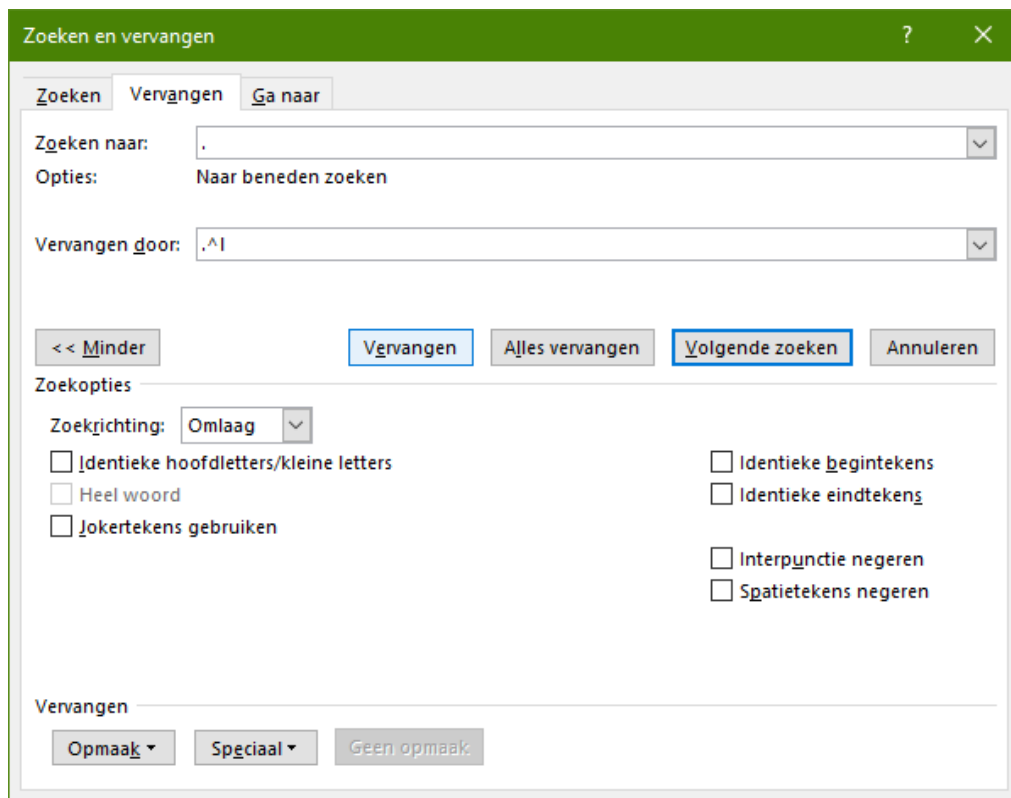 Zoeken en vervangen ? ×
Zoeken Vervangen Ga naar
Zoeken naar: .
Opties: Naar beneden zoeken
Vervangen door: .^l
<< Minder Vervangen Alles vervangen Volgende zoeken Annuleren
Zoekopties
Zoekrichting: Omlaag
Identieke hoofdletters/kleine letters Identieke begintekens
Heel woord Identieke eindtekens
Jokertekens gebruiken
Interpunctie negeren
Spatietekens negeren
Vervangen
Opmaak Speciaal Geen opmaak